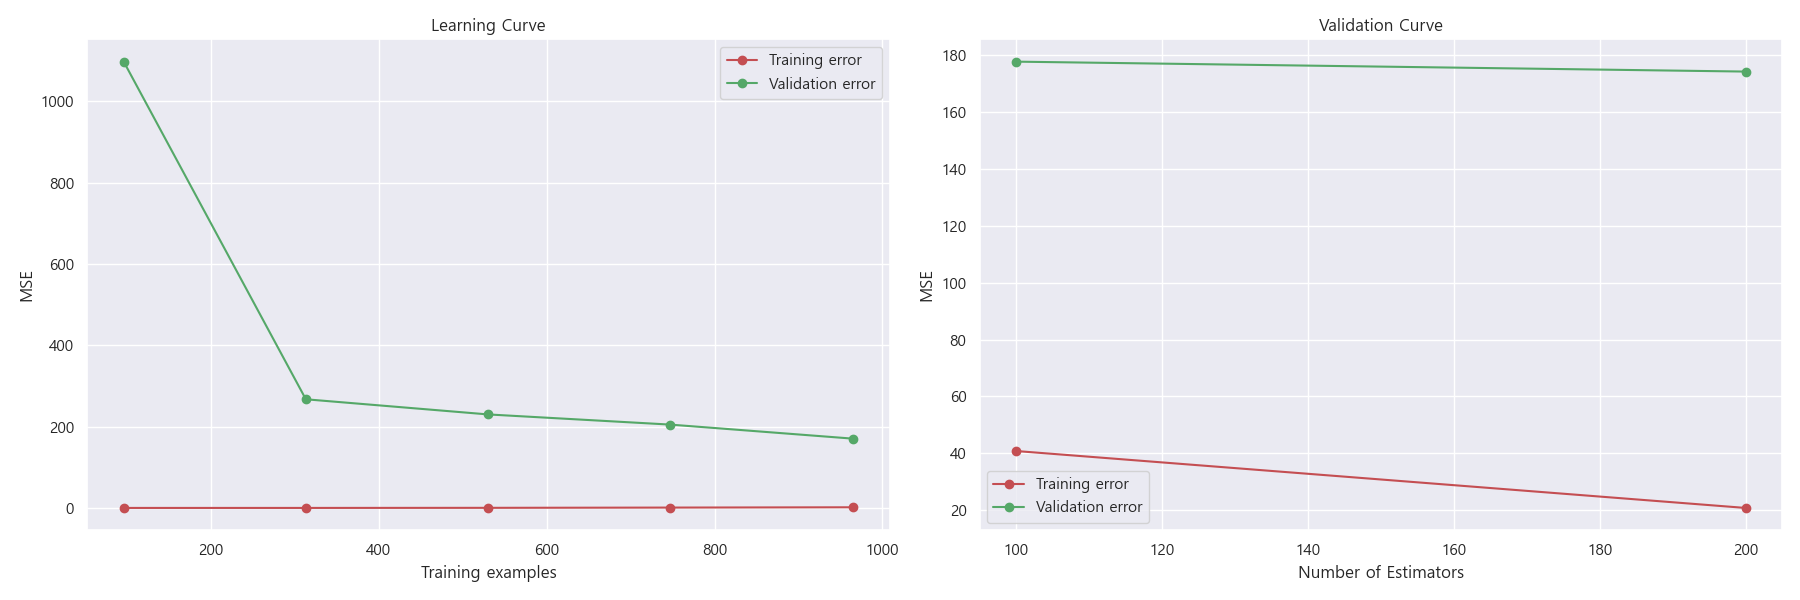 Learning Curve
Training error
Validation error
1000
800
600
400
200
0
MSE
200
400
600
800
1000
Training examples
Validation Curve
180
160
140
120
100
80
60
40
20
MSE
Training error
Validation error
100
120
140
160
180
200
Number of Estimators